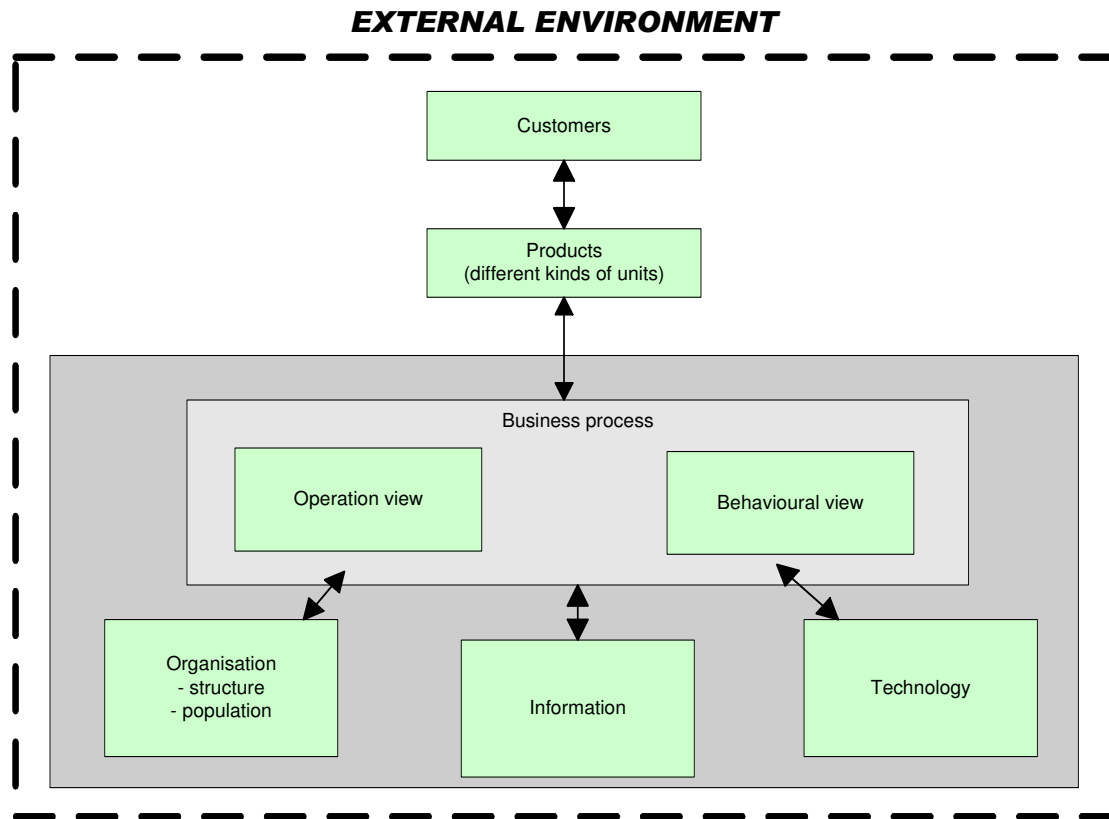 EXTERNAL ENVIRONMENT
Customers
Products
(different kinds of units)
Business process
Operation view
Behavioural view
Organisation
- structure
- population
Information
Technology